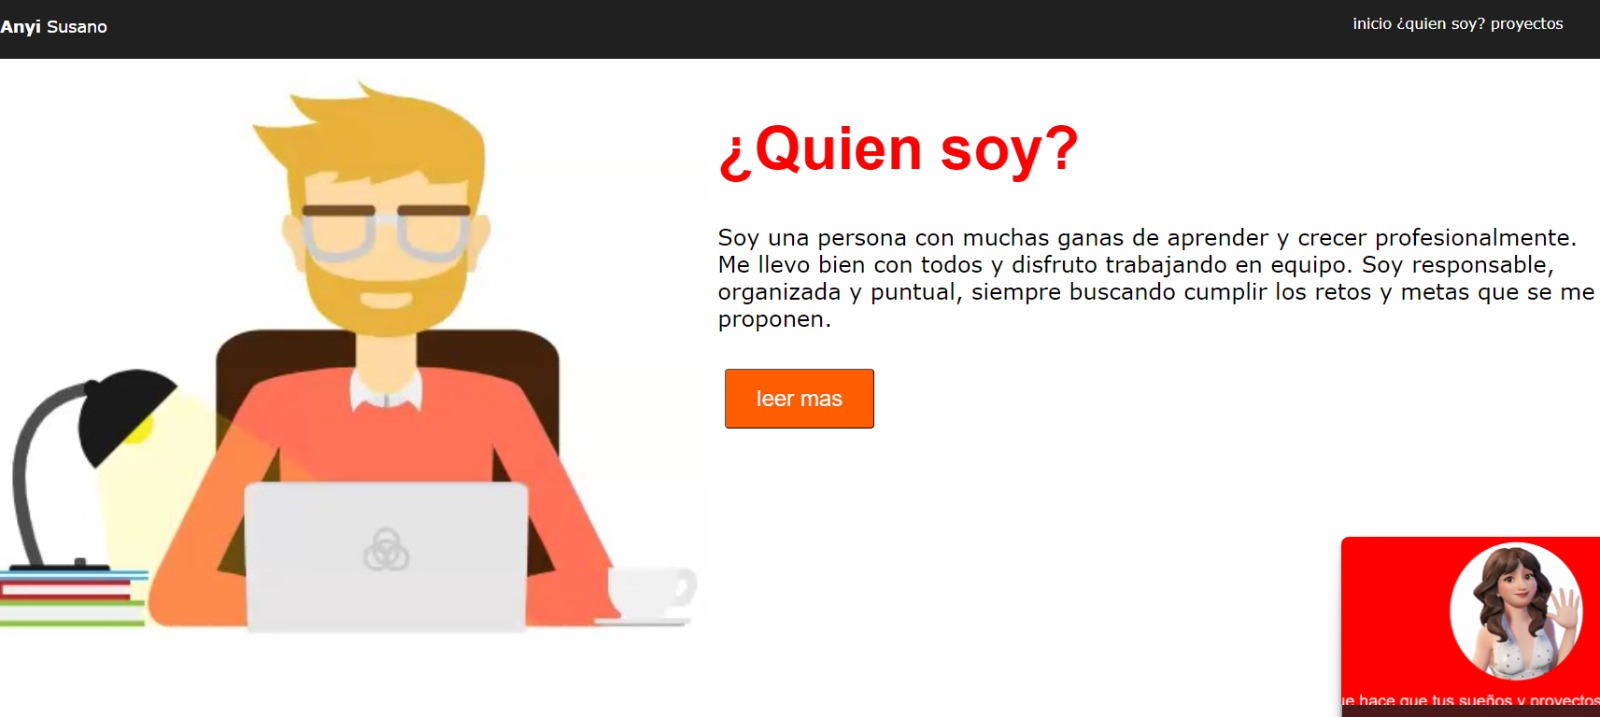 Anyi Susano
inicio ¿quien soy? proyectos
¿Quien soy?
Soy una persona con muchas ganas de aprender y crecer profesionalmente.
Me llevo bien con todos y disfruto trabajando en equipo. Soy responsable,
organizada y puntual, siempre buscando cumplir los retos y metas que se me
proponen.
leer mas
hace que tus sueños y proyectos